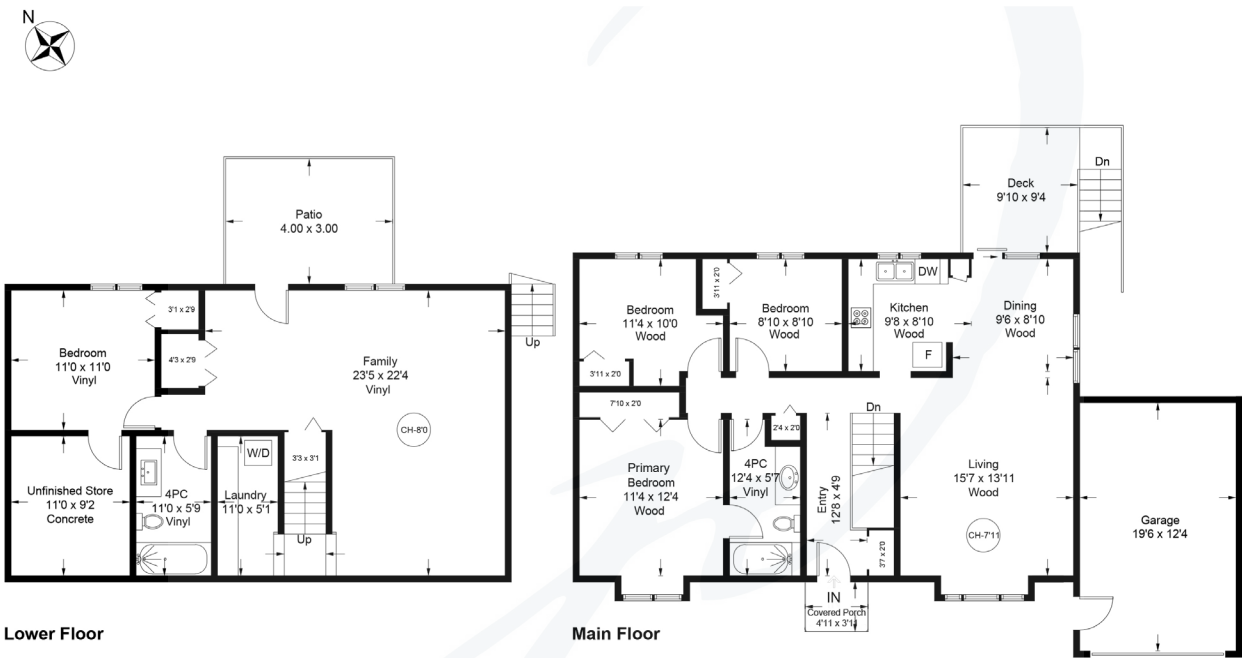 N
Patio
4.00 x 3.00
3'1 x 2'9
Bedroom
11'0 x 11'0
Vinyl
4'3 x 2'9
Family
23'5 x 22'4
Vinyl
CH-8'0
Up
Unfinished Store
11'0 x 9'2
Concrete
4PC
11'0 x 5'9
Vinyl
W/D
Laundry
11'0 x 5'1
3'3 x 3'1
Up
Lower Floor
Deck
9'10 x 9'4
Dn
Bedroom
11'4 x 10'0
Wood
3'11 x 2'0
3'11 x 2'0
Bedroom
8'10 x 8'10
Wood
DW
Kitchen
9'8 x 8'10
Wood
F
Dining
9'6 x 8'10
Wood
7'10 x 2'0
Primary
Bedroom
11'4 x 12'4
Wood
2'4 x 2'0
4PC
12'4 x 5'7
Vinyl
Dn
Entry
12'8 x 4'9
3'7 x 2'0
Living
15'7 x 13'11
Wood
CH-7'11
Garage
19'6 x 12'4
IN
Covered Porch
4'11 x 3'11
Main Floor